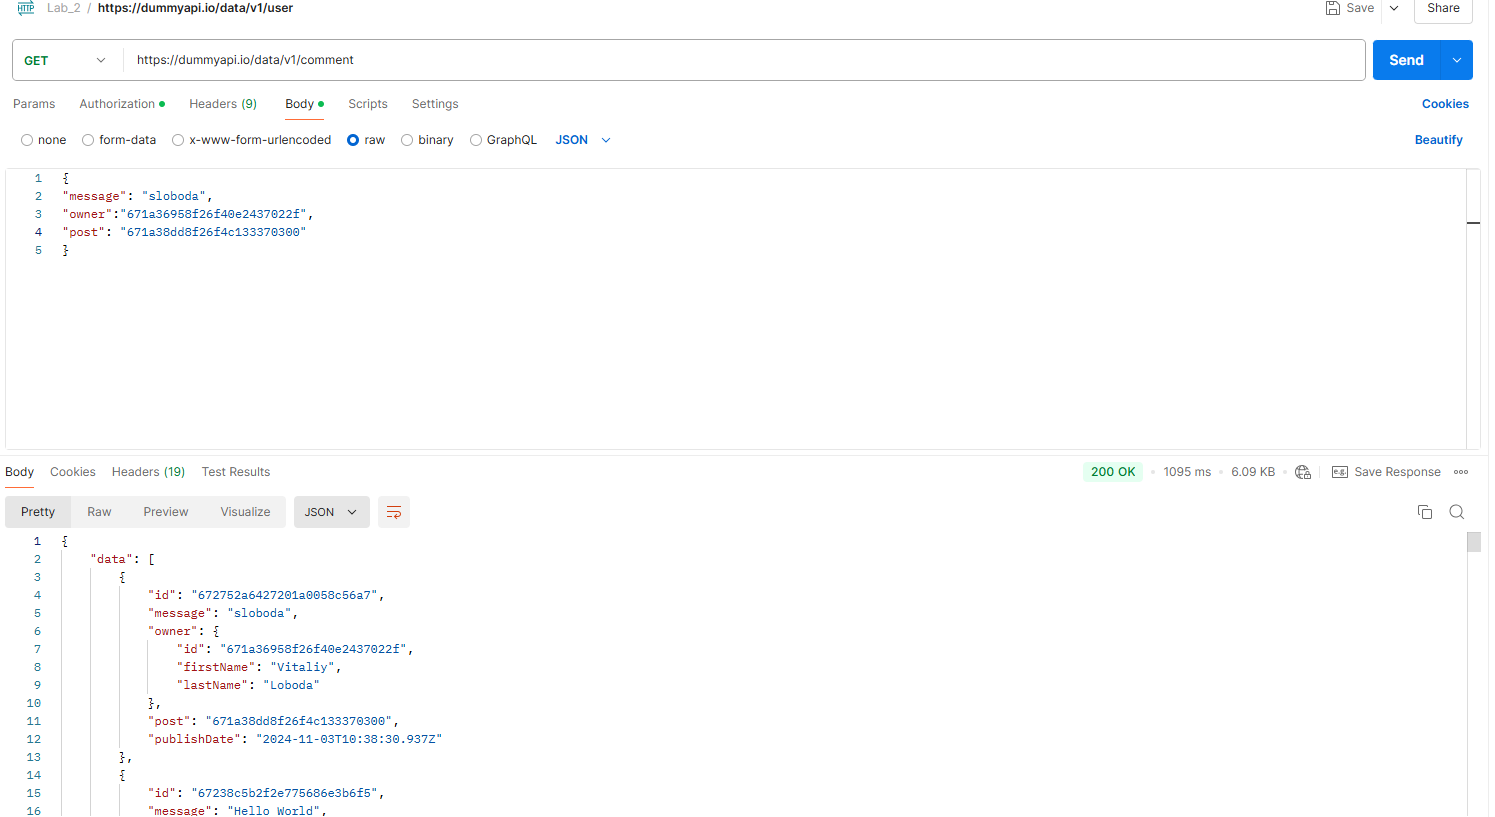 HTTP Lab_2 / https://dummyapi.io/data/v1/user Save Share
GET https://dummyapi.io/data/v1/comment Send
Params Authorization Headers (9) Body Scripts Settings Cookies
none form-data x-www-form-urlencoded raw binary GraphQL JSON Beautify
1 {
2 "message": "sloboda",
3 "owner":"671a36958f26f40e2437022f",
4 "post": "671a38dd8f26f4c133370300"
5 }
Body Cookies Headers (19) Test Results 200 OK 1095 ms 6.09 KB e.g. Save Response
Pretty Raw Preview Visualize JSON
1 {
2 "data": [
3 {
4 "id": "672752a6427201a0058c56a7",
5 "message": "sloboda",
6 "owner": {
7 "id": "671a36958f26f40e2437022f",
8 "firstName": "Vitaliy",
9 "lastName": "Loboda"
10 },
11 "post": "671a38dd8f26f4c133370300",
12 "publishDate": "2024-11-03T10:38:30.937Z"
13 },
14 {
15 "id": "67238c5b2f2e775686e3b6f5",
16 "message": "Hello World",